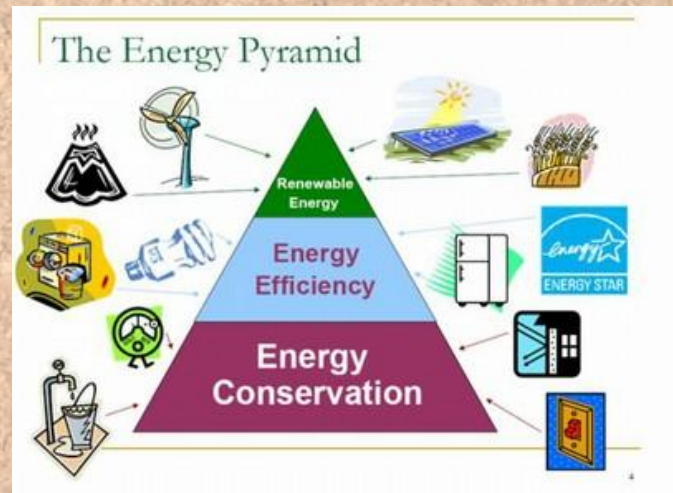 The Energy Pyramid
Renewable
Energy
Energy
Efficiency
energy
ENERGY STAR
Energy
Conservation
4